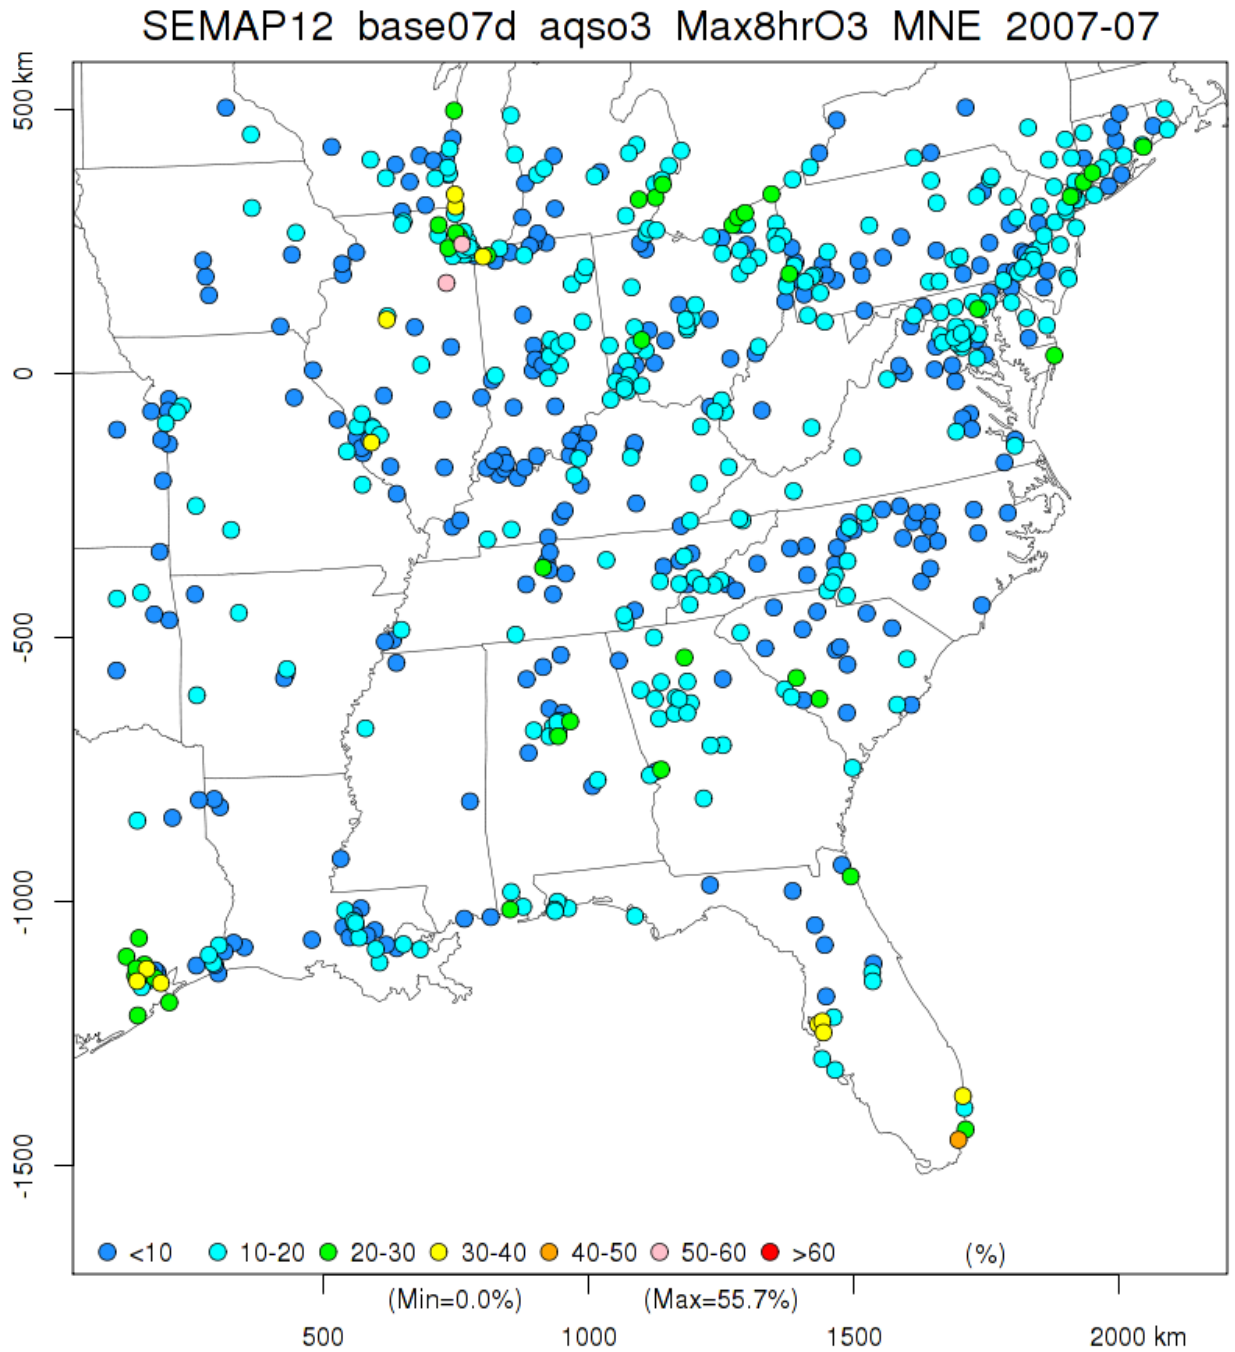 SEMAP12 base07d aqso3 Max8hrO3 MNE 2007-07
500 km
0
-500
-1000
-1500
<10 10-20 20-30 30-40 40-50 50-60 >60 (%)
(Min=0.0%) (Max=55.7%)
500 1000 1500 2000 km